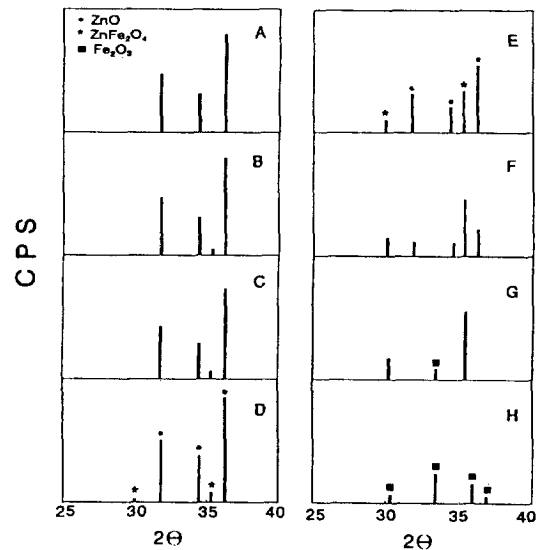 • ZnO
* ZnFe₂O₄
■ Fe₂O₃
A
B
C
D
E
F
G
H
CPS
25 30 35 40
2Θ
25 30 35 40
2Θ